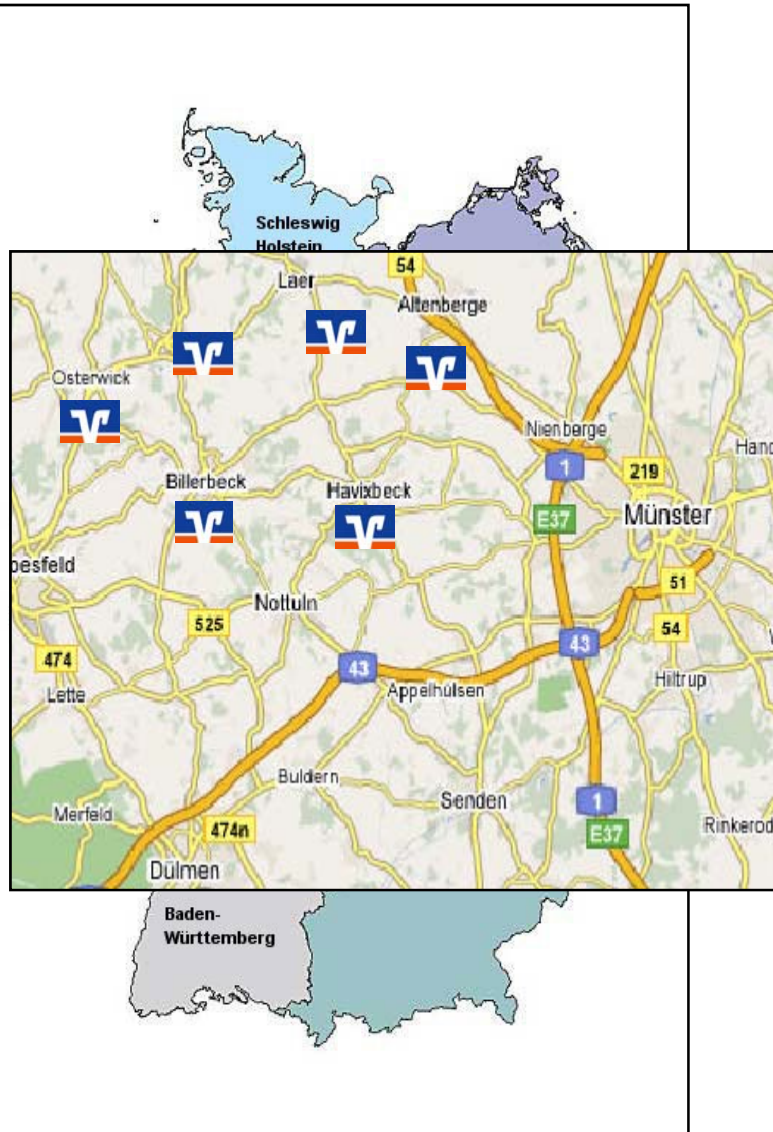 Schleswig
Holstein
54
Laer
Altenberge
Osterwick
Nienberge
Hand
1
219
Billerbeck
Havixbeck
E37
Münster
oesfeld
51
Nottuln
525
54
43
474
43
Hiltrup
Lette
Appelhülsen
Buldern
Senden
1
Merfeld
474n
E37
Rinkerod
Dülmen
Baden-
Württemberg